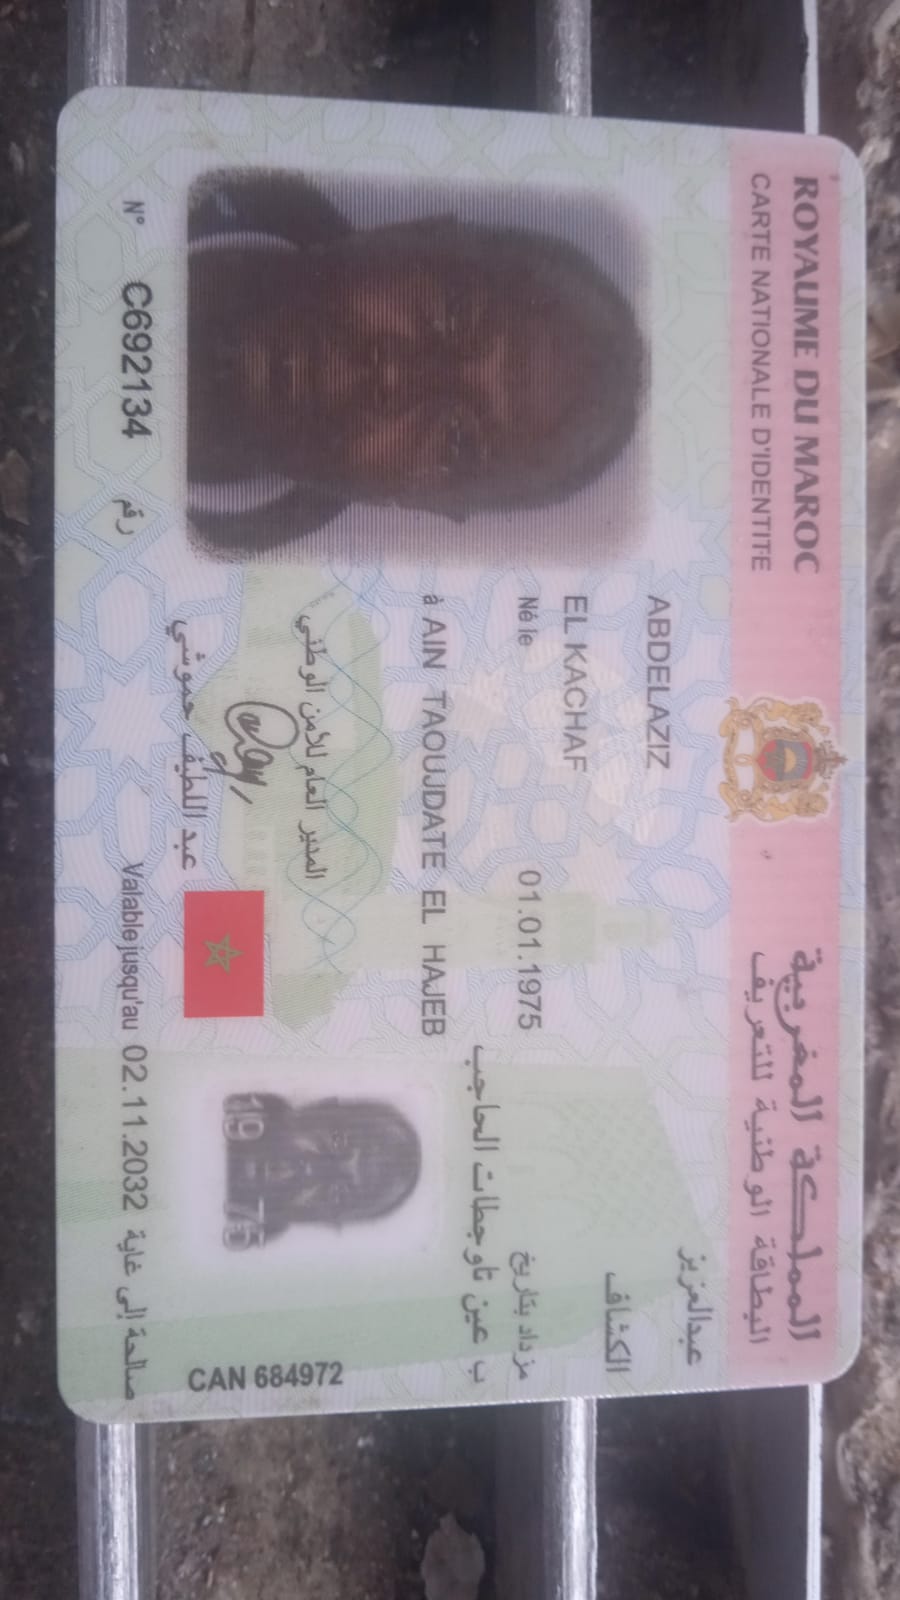 ROYAUME DU MAROC
المملكة المغربية
CARTE NATIONALE D'IDENTITE
البطاقة الوطنية للتعريف
ABDELAZIZ
عبدالعزيز
EL KACHAF
الكشاف
Né le 01.01.1975 مزداد بتاريخ
ب عين تاوجطات الحاجب
à AIN TAOUJDATE EL HAJEB
المدير العام للأمن الوطني
عبد اللطيف حموشي
19 75
CAN 684972
N° C692134 رقم
Valable jusqu'au 02.11.2032 صالحة إلى غاية